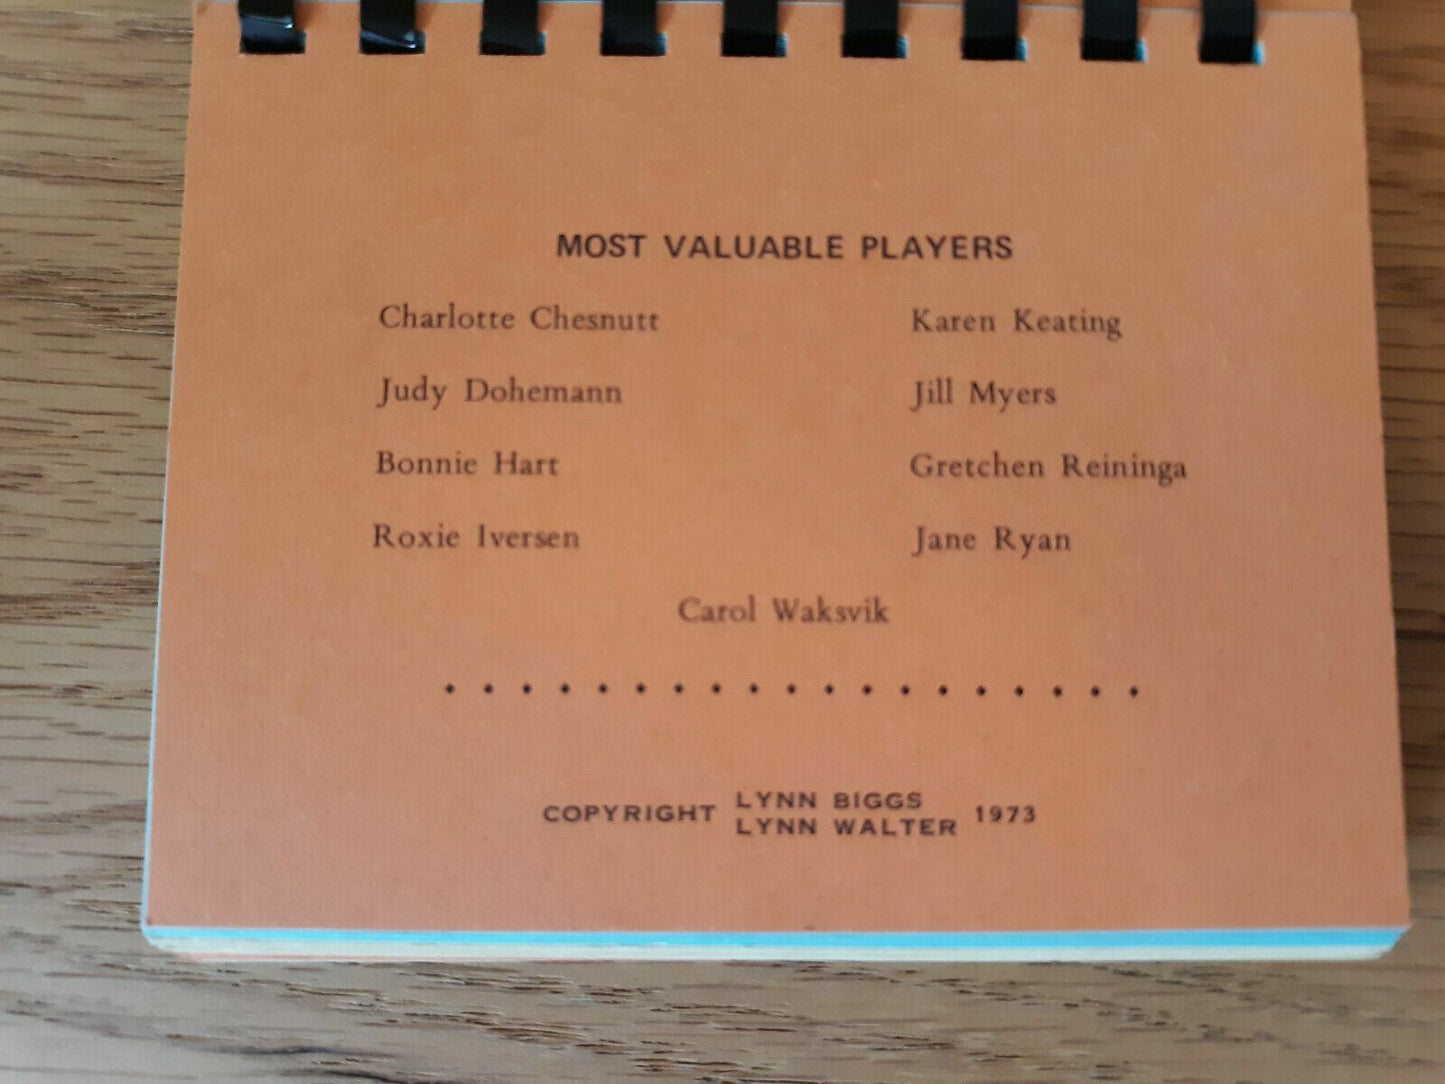 MOST VALUABLE PLAYERS
Charlotte Chesnutt
Karen Keating
Judy Dohemann
Jill Myers
Bonnie Hart
Gretchen Reininga
Roxie Iversen
Jane Ryan
Carol Waksvik
COPYRIGHT LYNN BIGGS 1973
LYNN WALTER